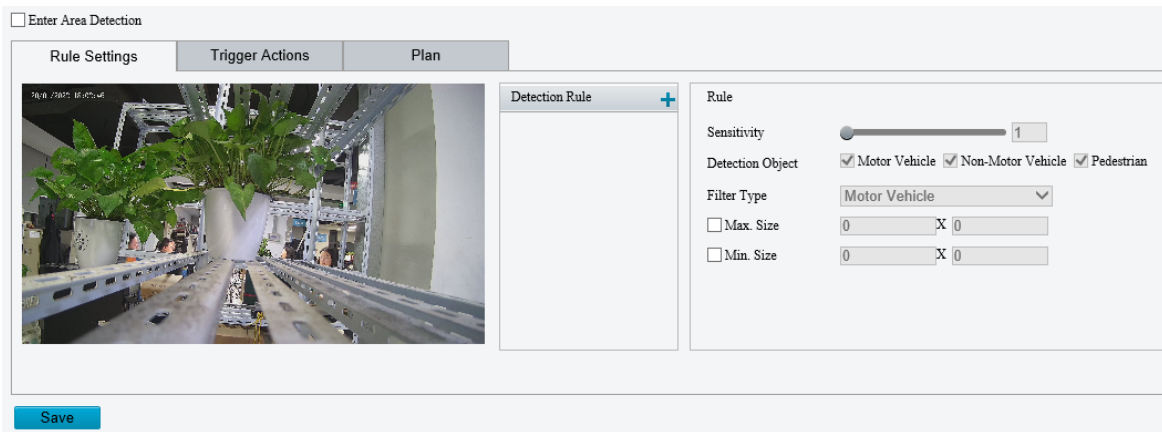 Enter Area Detection
Rule Settings Trigger Actions Plan
Detection Rule
Rule
Sensitivity 1
Detection Object Motor Vehicle Non-Motor Vehicle Pedestrian
Filter Type Motor Vehicle
Max. Size 0 X 0
Min. Size 0 X 0
Save